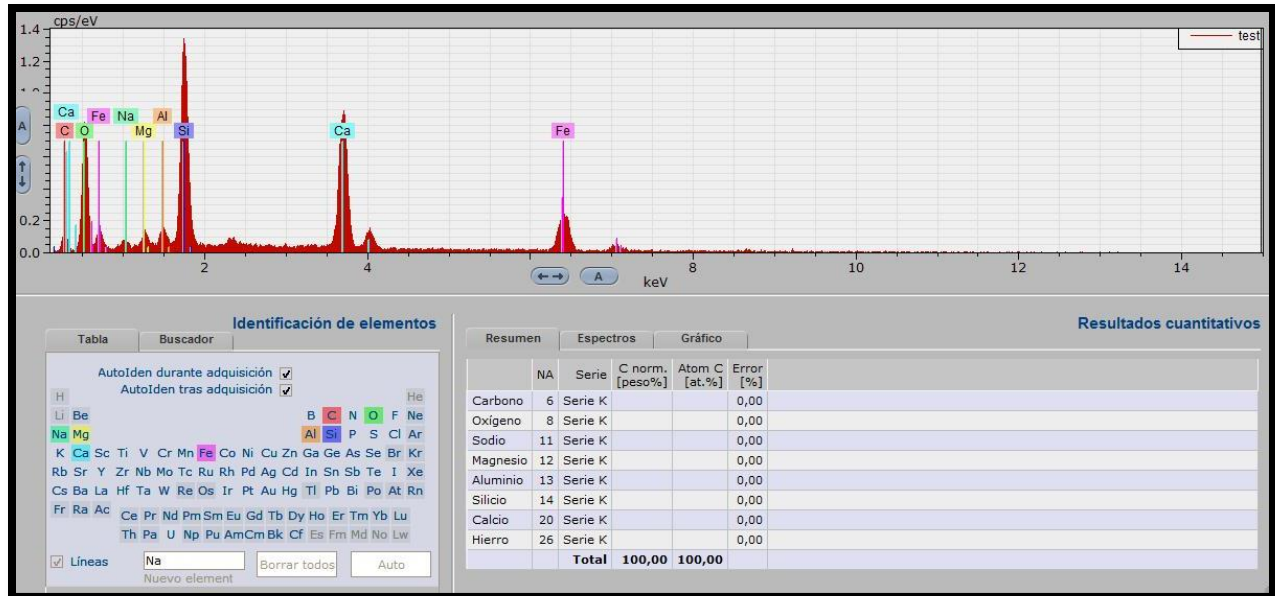 cps/eV
1.4
test
1.2
Ca Fe Na Al
C O Mg Si Ca Fe
A
0.2
0.0
2 4 8 10 12 14
A keV
Identificación de elementos
Tabla Buscador
AutoIden durante adquisición
AutoIden tras adquisición
H He
Li Be B C N O F Ne
Na Mg Al Si P S Cl Ar
K Ca Sc Ti V Cr Mn Fe Co Ni Cu Zn Ga Ge As Se Br Kr
Rb Sr Y Zr Nb Mo Tc Ru Rh Pd Ag Cd In Sn Sb Te I Xe
Cs Ba La Hf Ta W Re Os Ir Pt Au Hg Tl Pb Bi Po At Rn
Fr Ra Ac Ce Pr Nd Pm Sm Eu Gd Tb Dy Ho Er Tm Yb Lu
Th Pa U Np Pu Am Cm Bk Cf Es Fm Md No Lw
Líneas Na Borrar todos Auto
Nuevo element
Resultados cuantitativos
Resumen Espectros Gráfico
NA Serie C norm. Atom C Error
[peso%] [at.%] [%]
Carbono 6 Serie K 0,00
Oxígeno 8 Serie K 0,00
Sodio 11 Serie K 0,00
Magnesio 12 Serie K 0,00
Aluminio 13 Serie K 0,00
Silicio 14 Serie K 0,00
Calcio 20 Serie K 0,00
Hierro 26 Serie K 0,00
Total 100,00 100,00